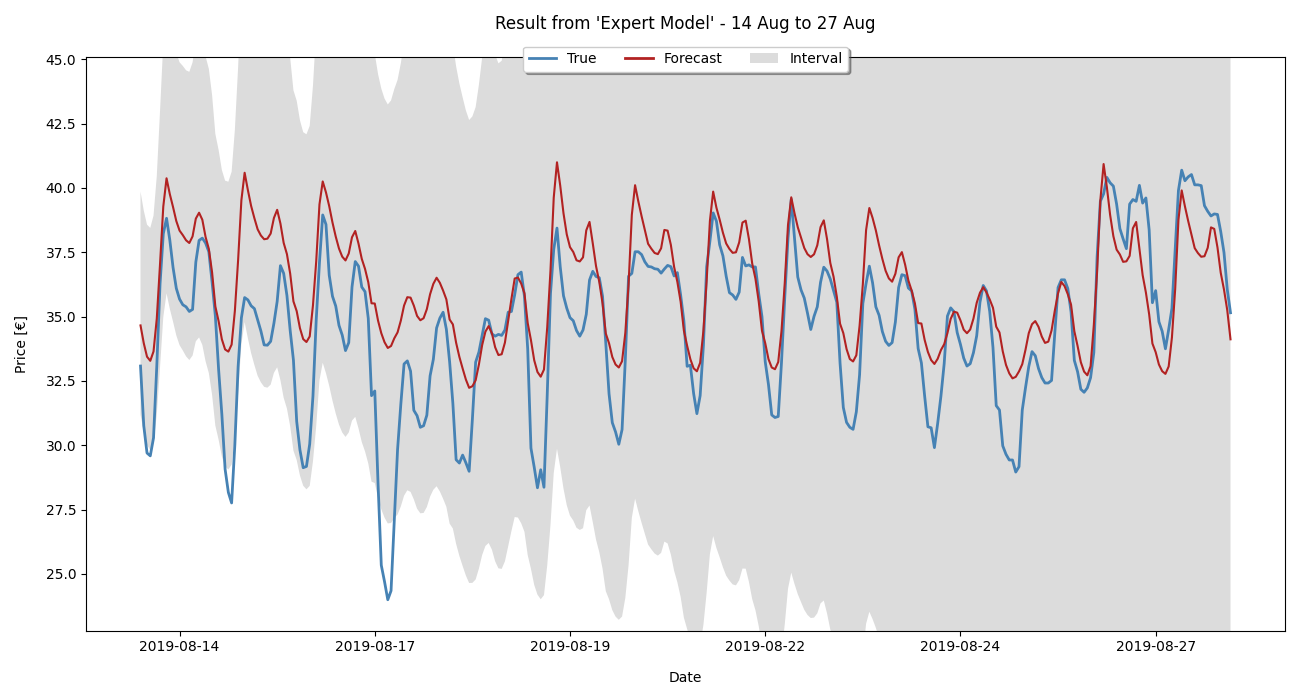 Result from 'Expert Model' - 14 Aug to 27 Aug
True Forecast Interval
45.0
42.5
40.0
37.5
35.0
32.5
30.0
27.5
25.0
Price [€]
2019-08-14 2019-08-17 2019-08-19 2019-08-22 2019-08-24 2019-08-27
Date